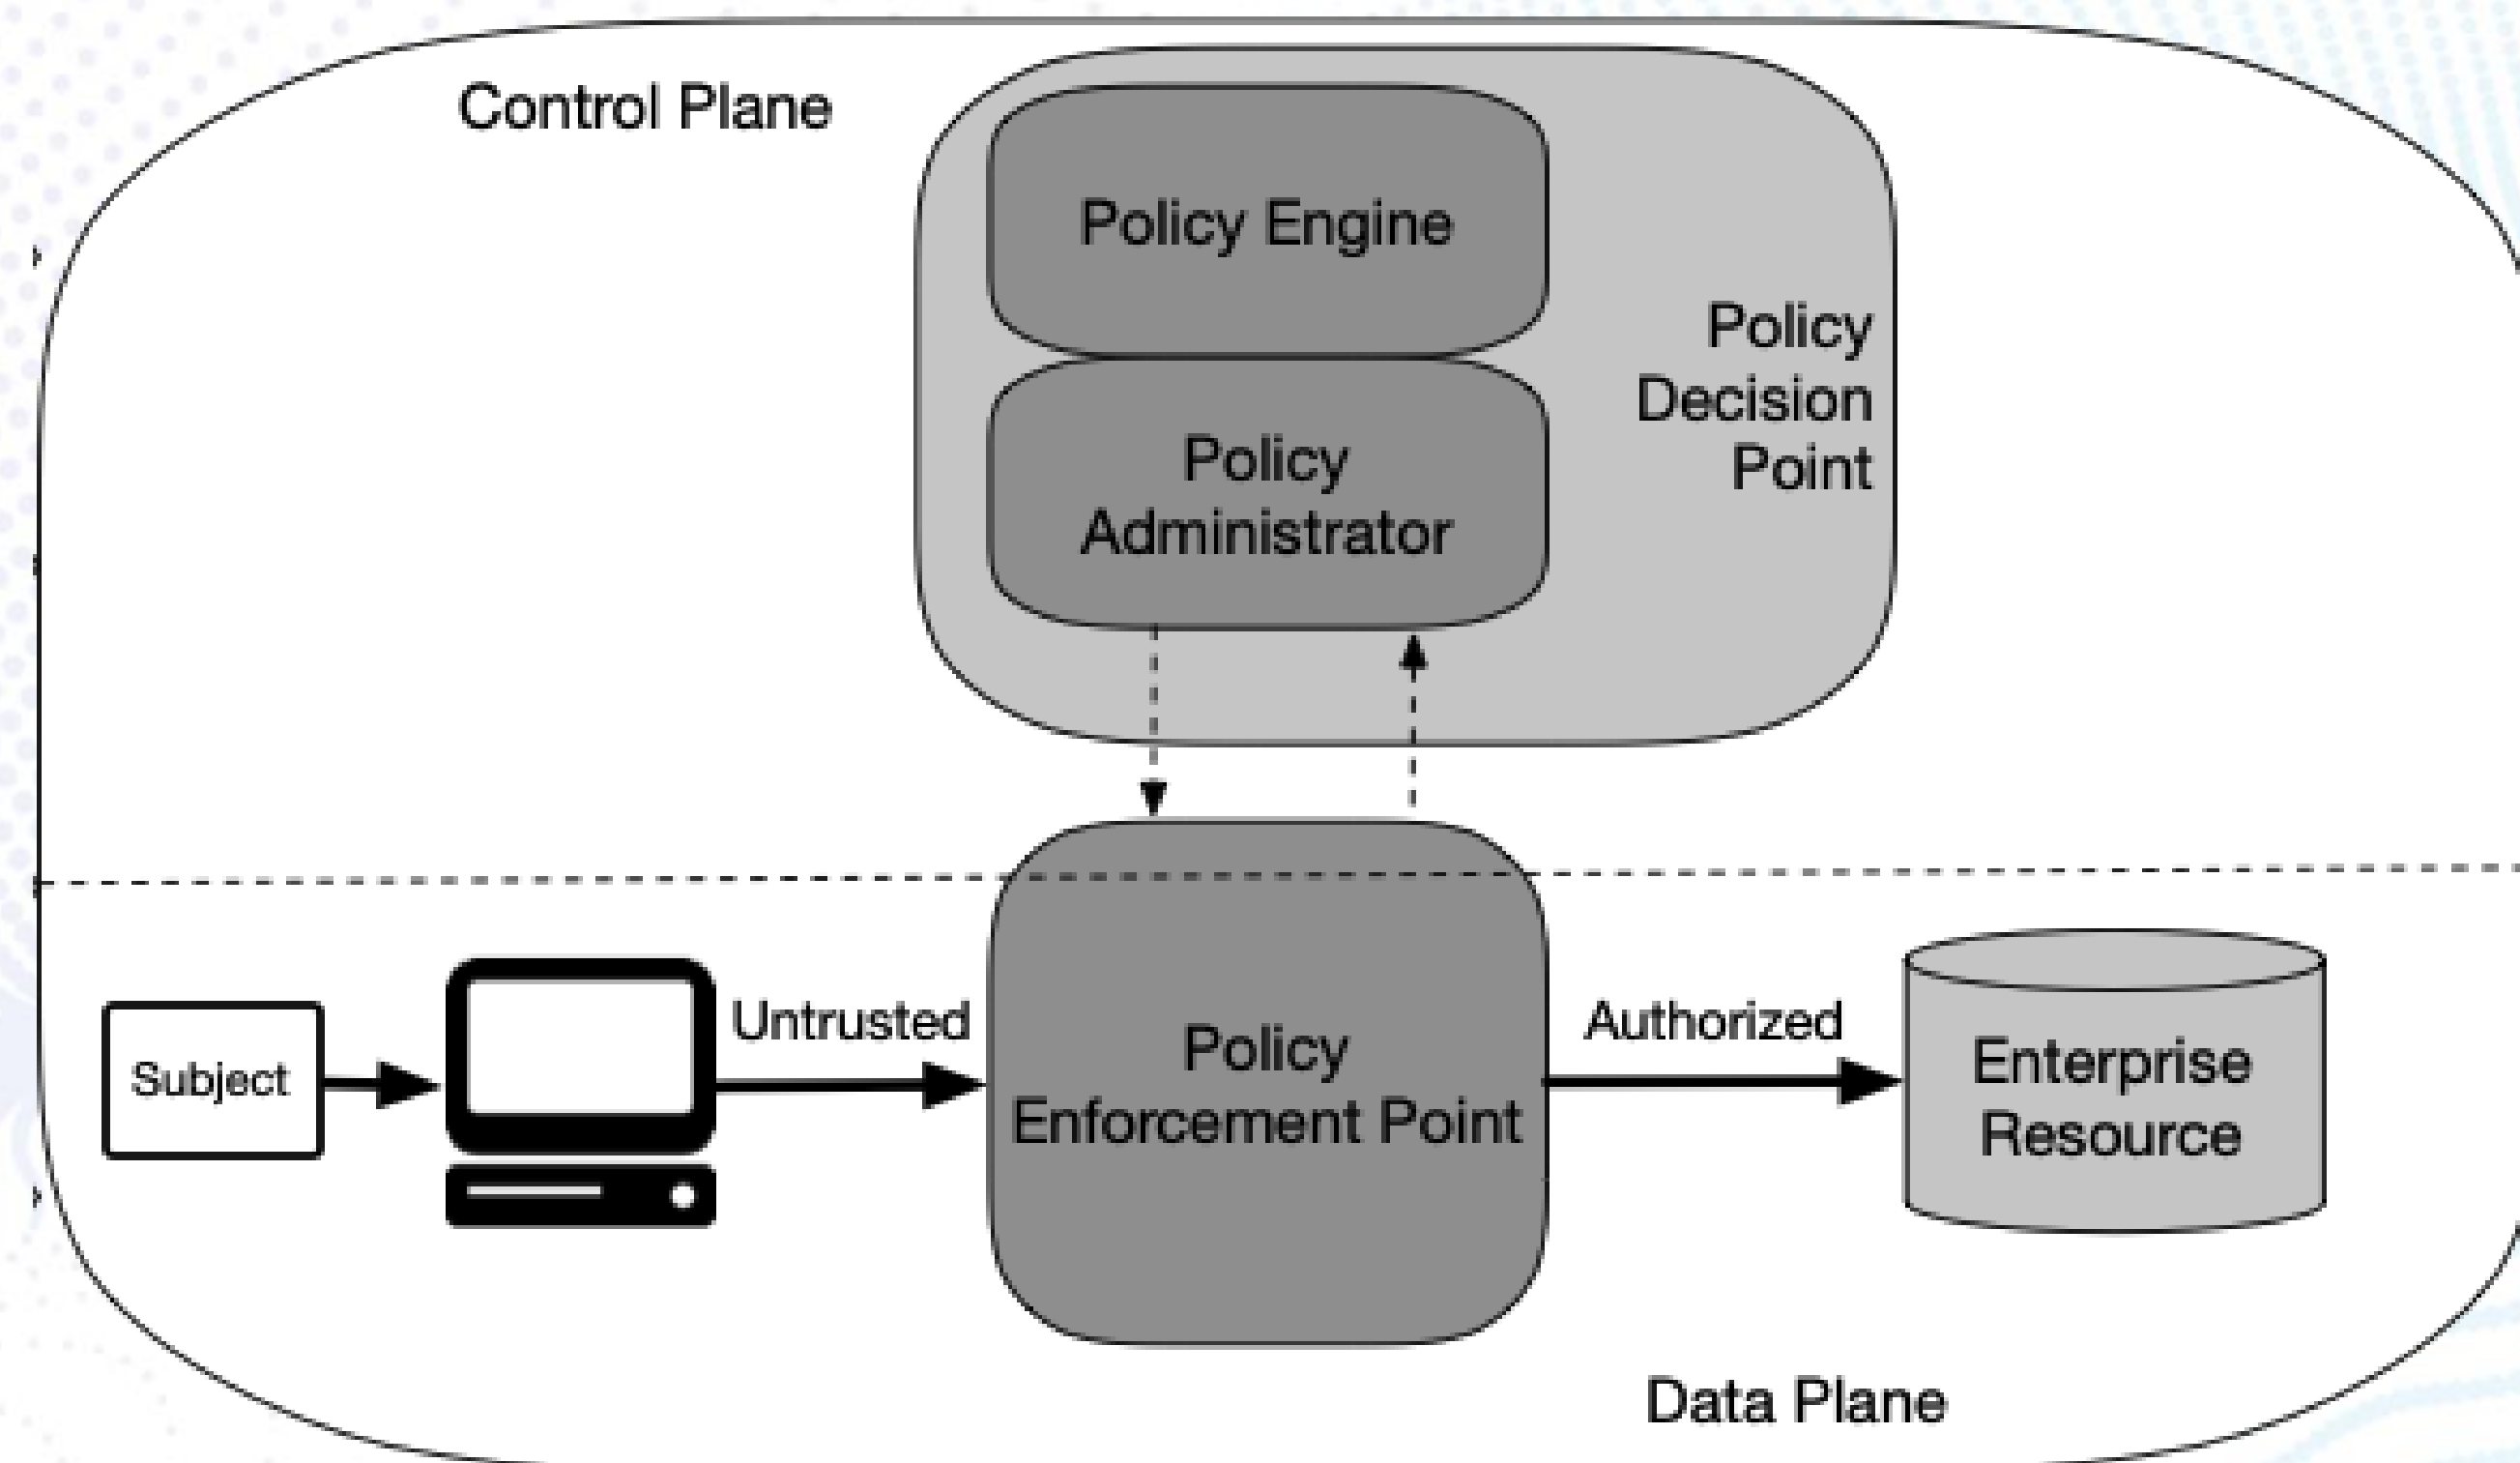 Control Plane
Policy Engine
Policy
Administrator
Policy
Decision
Point
Subject
Untrusted
Policy
Enforcement Point
Authorized
Enterprise
Resource
Data Plane